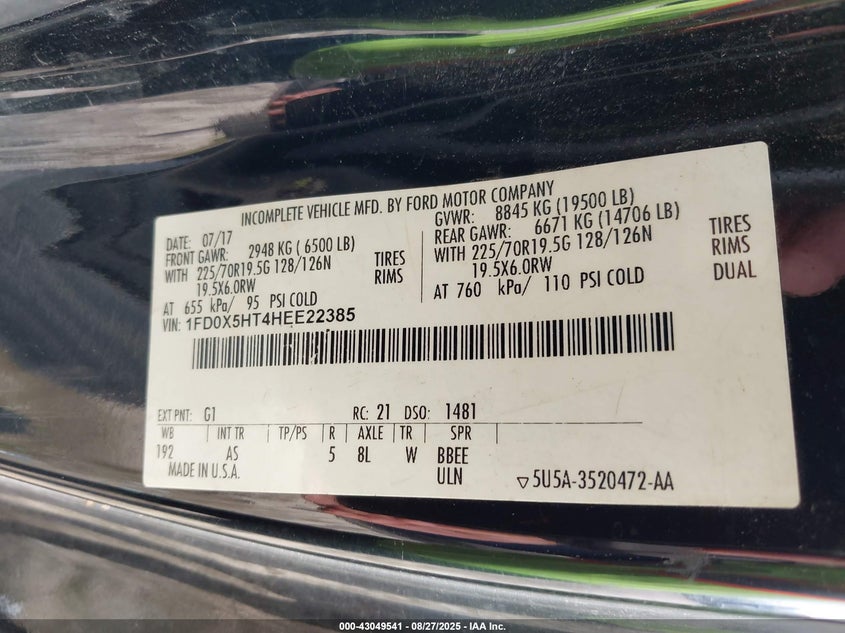 INCOMPLETE VEHICLE MFD. BY FORD MOTOR COMPANY
DATE: 07/17
FRONT GAWR: 2948 KG ( 6500 LB)
WITH 225/70R19.5G 128/126N TIRES
19.5X6.0RW RIMS
AT 655 kPa/ 95 PSI COLD
GVWR: 8845 KG (19500 LB)
REAR GAWR: 6671 KG (14706 LB)
WITH 225/70R19.5G 128/126N TIRES
19.5X6.0RW RIMS
AT 760 kPa/ 110 PSI COLD DUAL
VIN: 1FD0X5HT4HEE22385
EXT PNT: G1 RC: 21 DSO: 1481
WB INT TR TP/PS R AXLE TR SPR
192 AS 5 8L W BBEE
MADE IN U.S.A. ULN ▽5U5A-3520472-AA
000-43049541 - 08/27/2025 - IAA Inc.